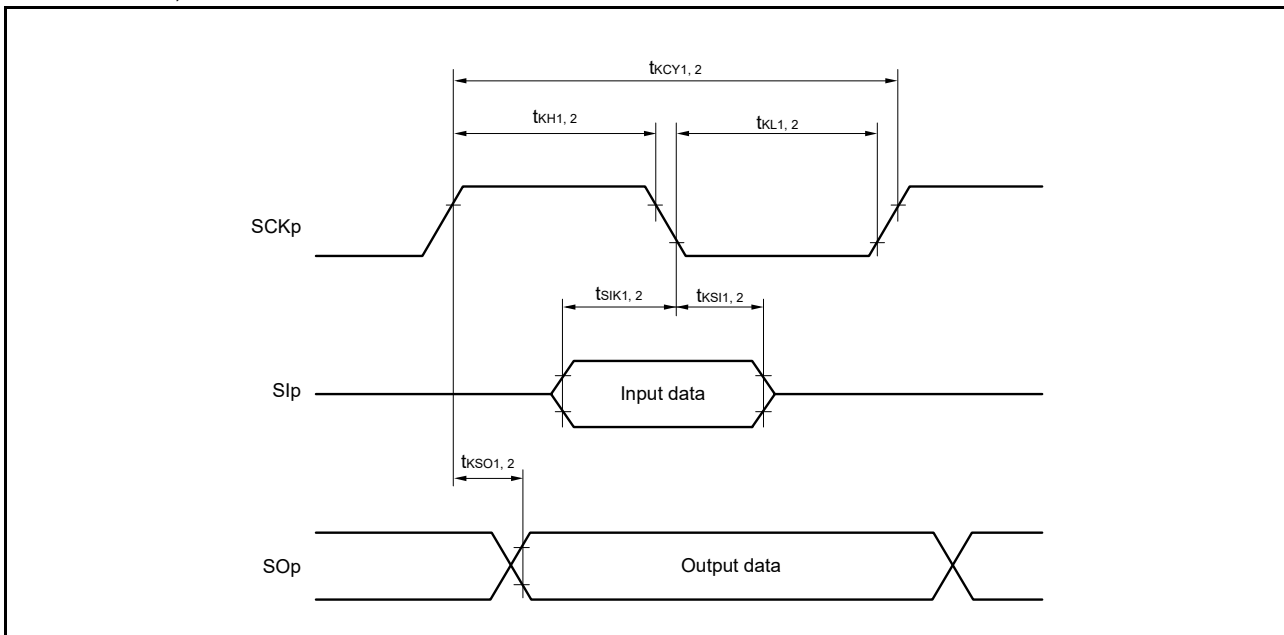 tKCY1, 2
tKH1, 2
tKL1, 2
SCKp
tSIK1, 2
tKSI1, 2
SIp
Input data
tKSO1, 2
SOp
Output data